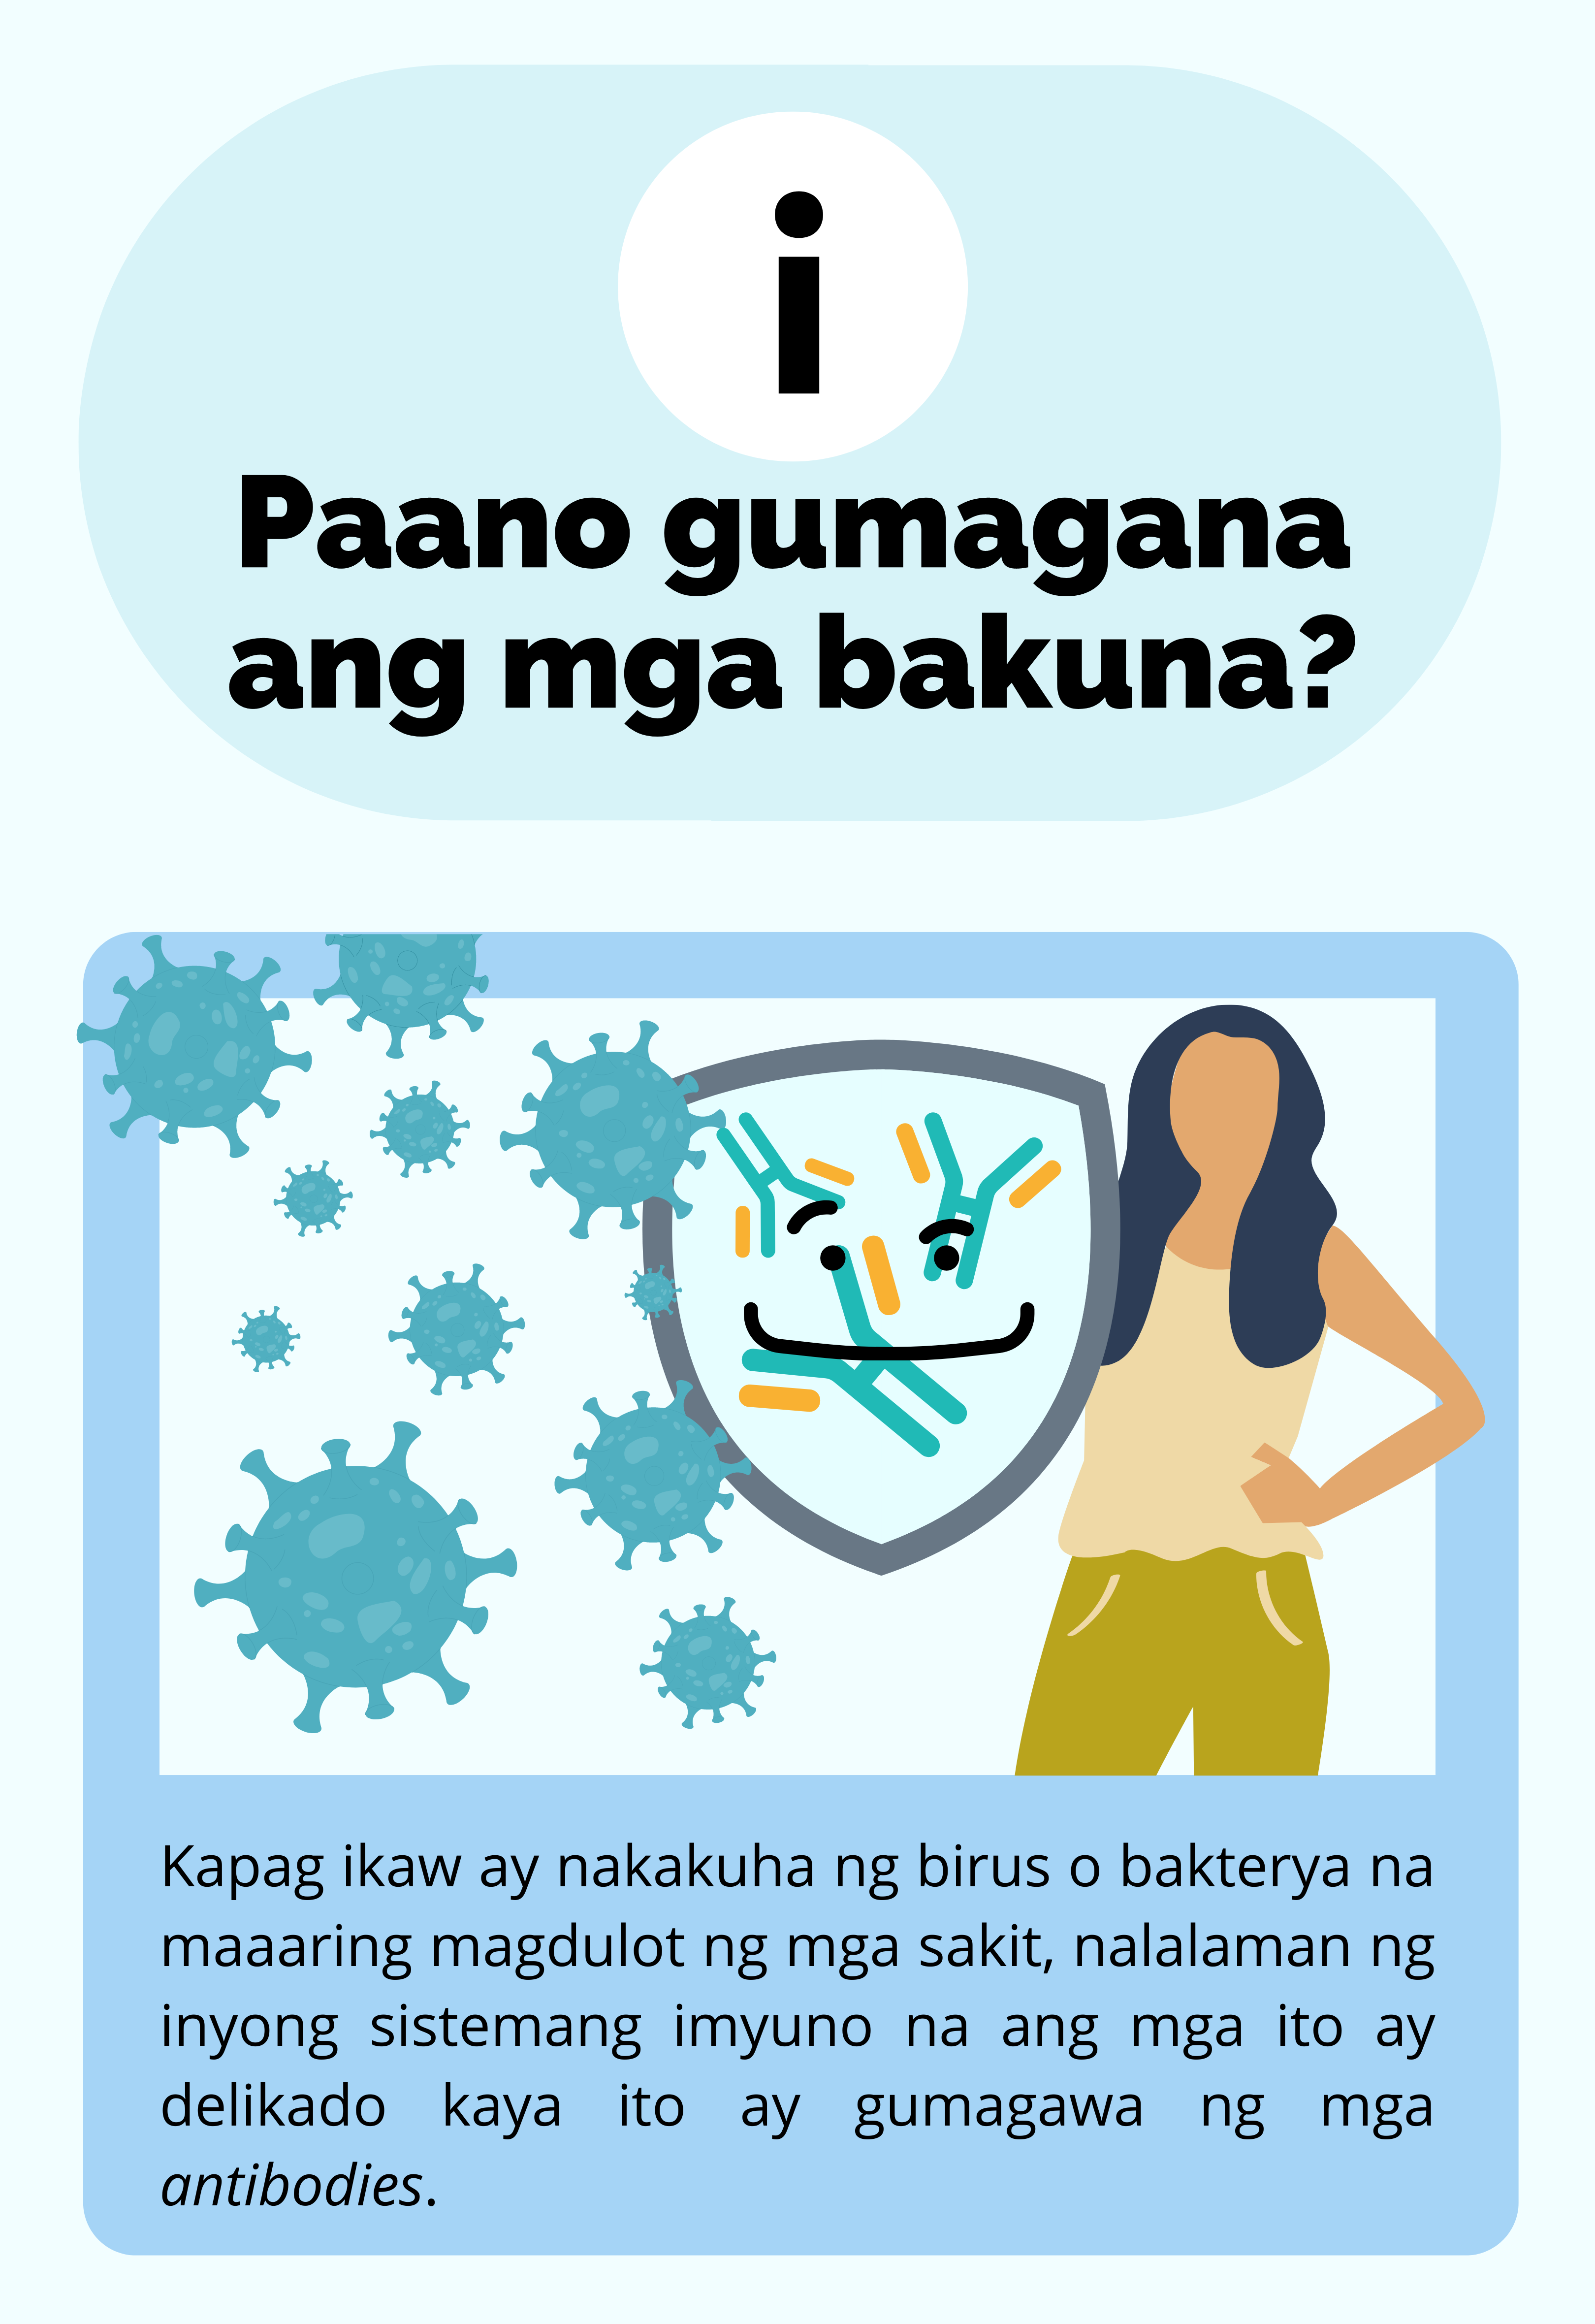 i
Paano gumagana
ang mga bakuna?
Kapag ikaw ay nakakuha ng birus o bakterya na
maaaring magdulot ng mga sakit, nalalaman ng
inyong sistemang imyuno na ang mga ito ay
delikado kaya ito ay gumagawa ng mga
antibodies.